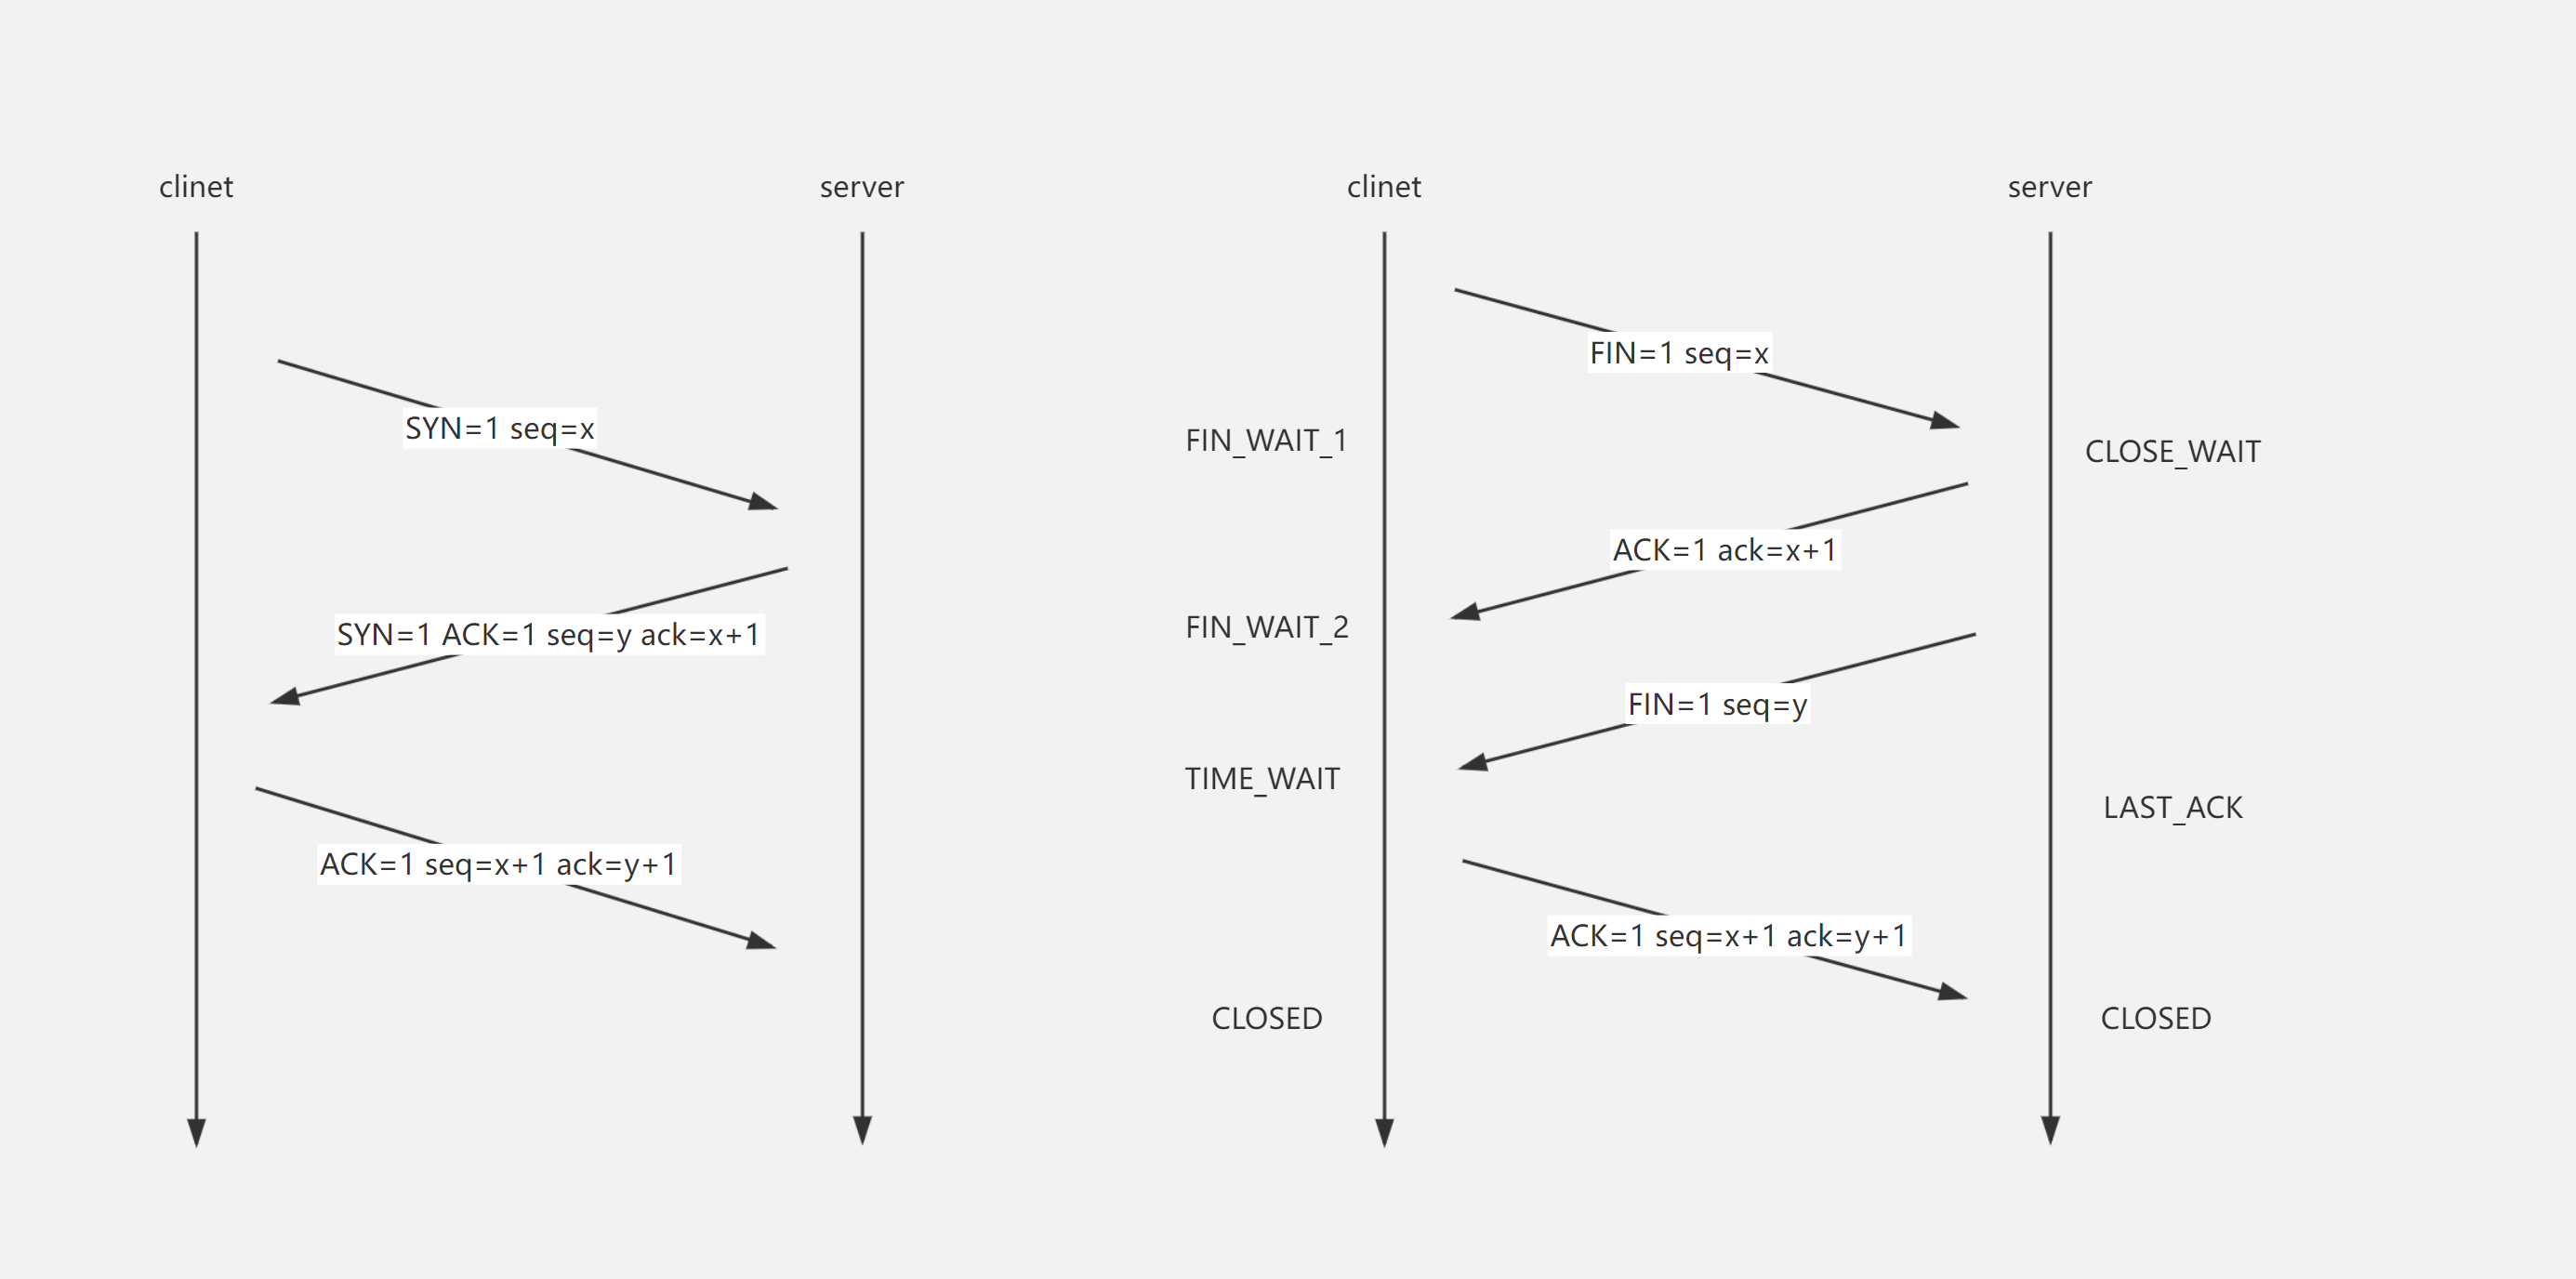 clinet
server
SYN=1 seq=x
SYN=1 ACK=1 seq=y ack=x+1
ACK=1 seq=x+1 ack=y+1
clinet
server
FIN=1 seq=x
FIN_WAIT_1
CLOSE_WAIT
ACK=1 ack=x+1
FIN_WAIT_2
FIN=1 seq=y
TIME_WAIT
LAST_ACK
ACK=1 seq=x+1 ack=y+1
CLOSED
CLOSED